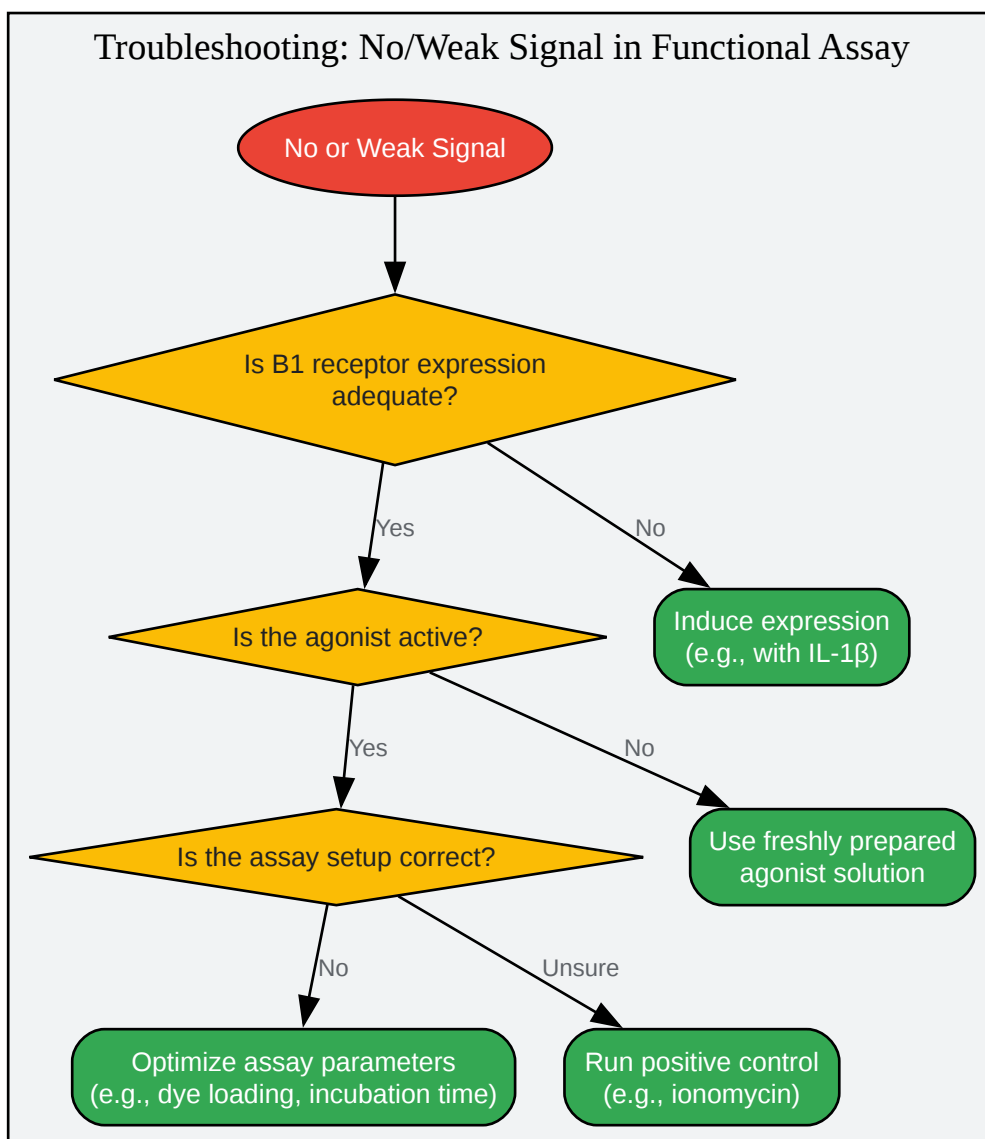 Troubleshooting: No/Weak Signal in Functional Assay
No or Weak Signal
Is B1 receptor expression
adequate?
Yes
No
Induce expression
(e.g., with IL-1β)
Is the agonist active?
Yes
No
Use freshly prepared
agonist solution
Is the assay setup correct?
No
Unsure
Optimize assay parameters
(e.g., dye loading, incubation time)
Run positive control
(e.g., ionomycin)